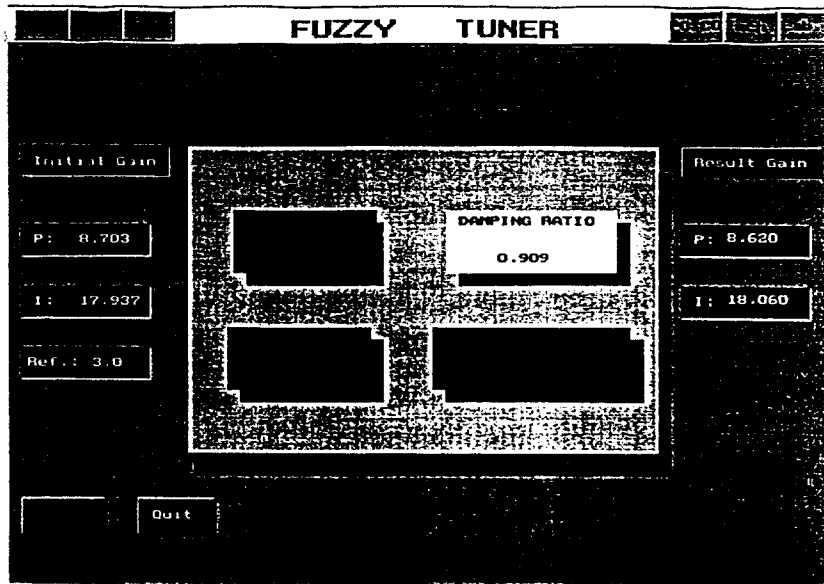 FUZZY TUNER
Initial Gain
P: 8.703
I: 17.937
Ref.: 3.0
DAMPING RATIO
0.909
Result Gain
P: 8.620
I: 18.060
Quit